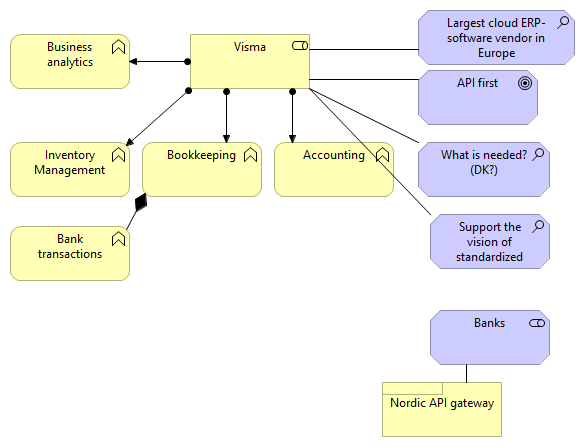 Business
analytics
Visma
Largest cloud ERP-
software vendor in
Europe
API first
Inventory
Management
Bookkeeping
Accounting
What is needed?
(DK?)
Bank
transactions
Support the
vision of
standardized
Banks
Nordic API gateway